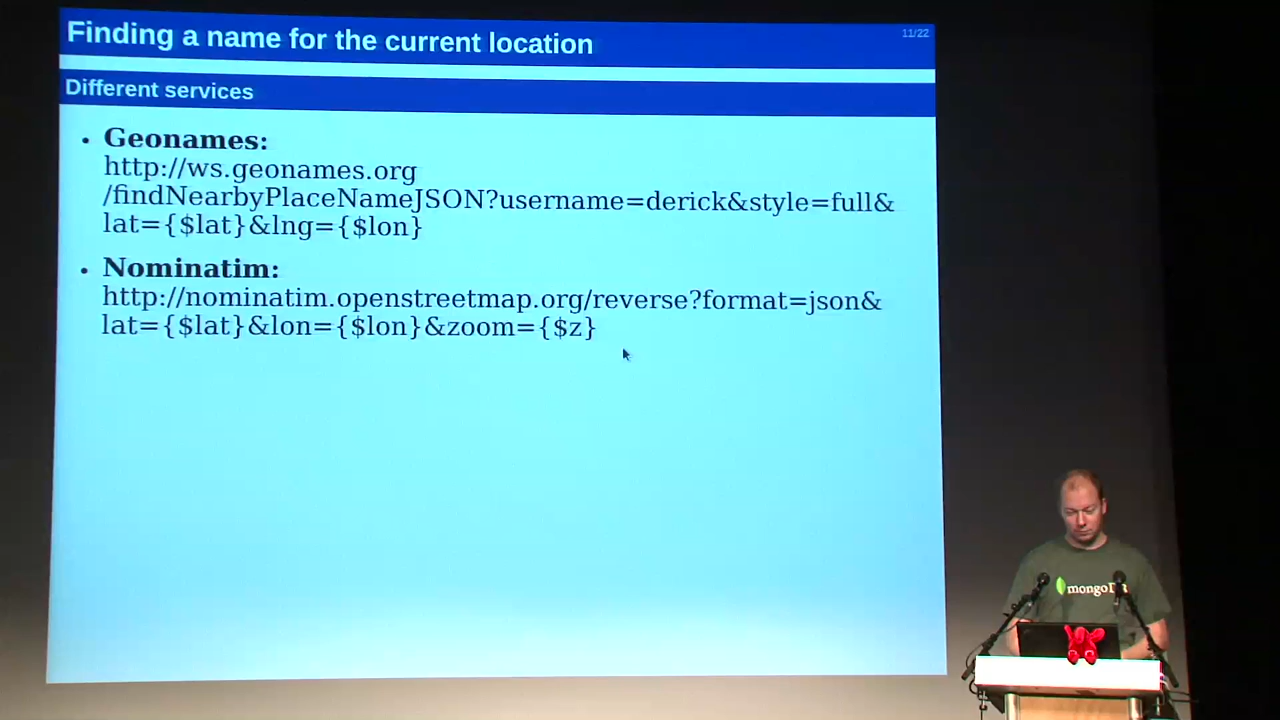 Finding a name for the current location
11/22
Different services
• Geonames:
http://ws.geonames.org
/findNearbyPlaceNameJSON?username=derick&style=full&
lat={$lat}&lng={$lon}
• Nominatim:
http://nominatim.openstreetmap.org/reverse?format=json&
lat={$lat}&lon={$lon}&zoom={$z}
mongoDB